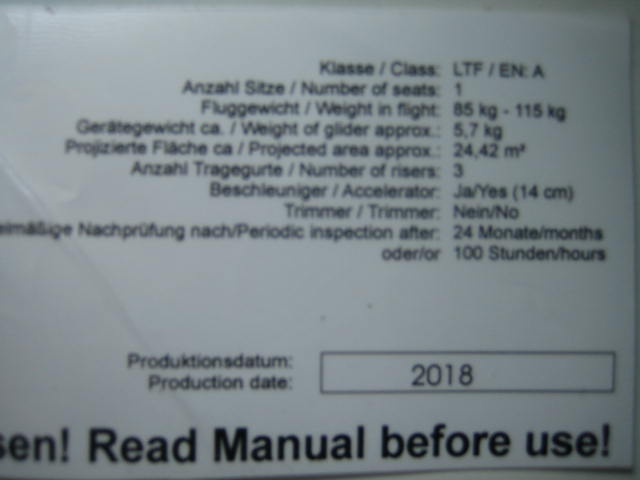 Klasse / Class: LTF / EN: A
Anzahl Sitze / Number of seats: 1
Fluggewicht / Weight in flight: 85 kg - 115 kg
Gerätegewicht ca. / Weight of glider approx.: 5,7 kg
Projizierte Fläche ca / Projected area approx.: 24,42 m²
Anzahl Tragegurte / Number of risers: 3
Beschleuniger / Accelerator: Ja/Yes (14 cm)
Trimmer / Trimmer: Nein/No
elmäßige Nachprüfung nach/Periodic inspection after: 24 Monate/months
oder/or 100 Stunden/hours
Produktionsdatum:
Production date: 2018
sen! Read Manual before use!